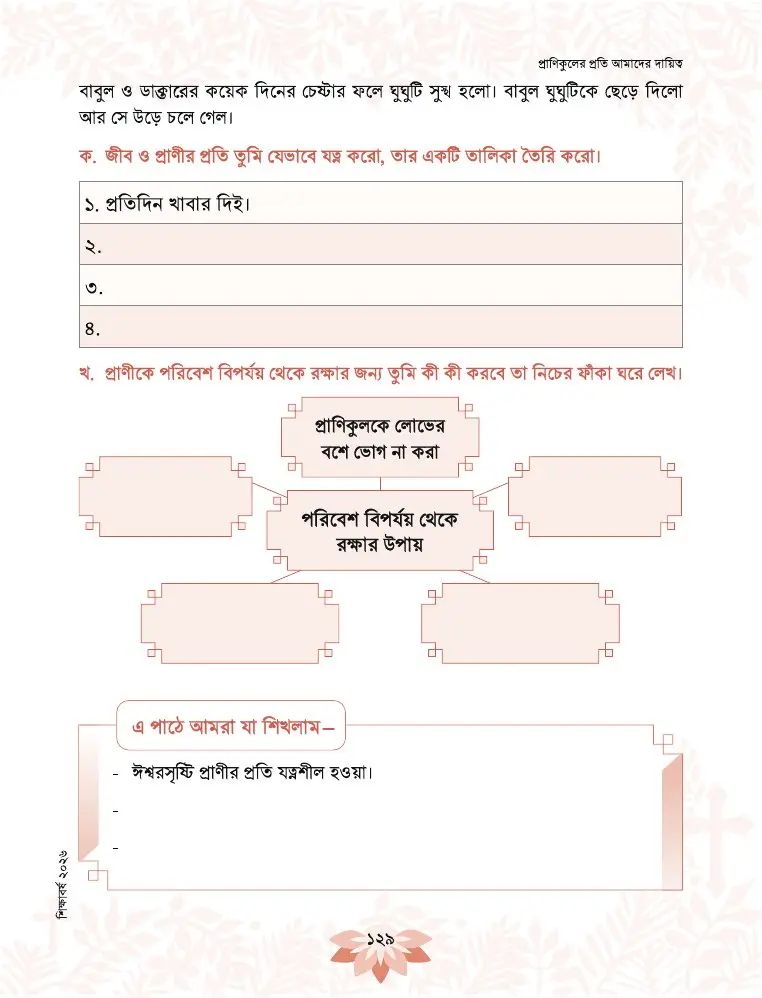 প্রাণিকুলের প্রতি আমাদের দায়িত্ব
বাবুল ও ডাক্তারের কয়েক দিনের চেষ্টার ফলে ঘুঘুটি সুস্থ হলো। বাবুল ঘুঘুটিকে ছেড়ে দিলো
আর সে উড়ে চলে গেল।
ক. জীব ও প্রাণীর প্রতি তুমি যেভাবে যত্ন করো, তার একটি তালিকা তৈরি করো।
১. প্রতিদিন খাবার দিই।
২.
৩.
৪.
খ. প্রাণীকে পরিবেশ বিপর্যয় থেকে রক্ষার জন্য তুমি কী কী করবে তা নিচের ফাঁকা ঘরে লেখ।
প্রাণিকুলকে লোভের
বশে ভোগ না করা
পরিবেশ বিপর্যয় থেকে
রক্ষার উপায়
এ পাঠে আমরা যা শিখলাম–
- ঈশ্বরসৃষ্টি প্রাণীর প্রতি যত্নশীল হওয়া।
-
-
শিক্ষাবর্ষ ২০২৬
১২৯